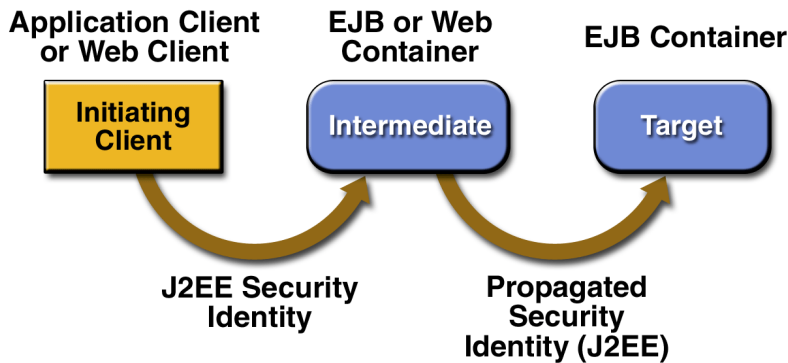 Application Client
or Web Client
EJB or Web
Container
EJB Container
Initiating
Client
Intermediate
Target
J2EE Security
Identity
Propagated
Security
Identity (J2EE)